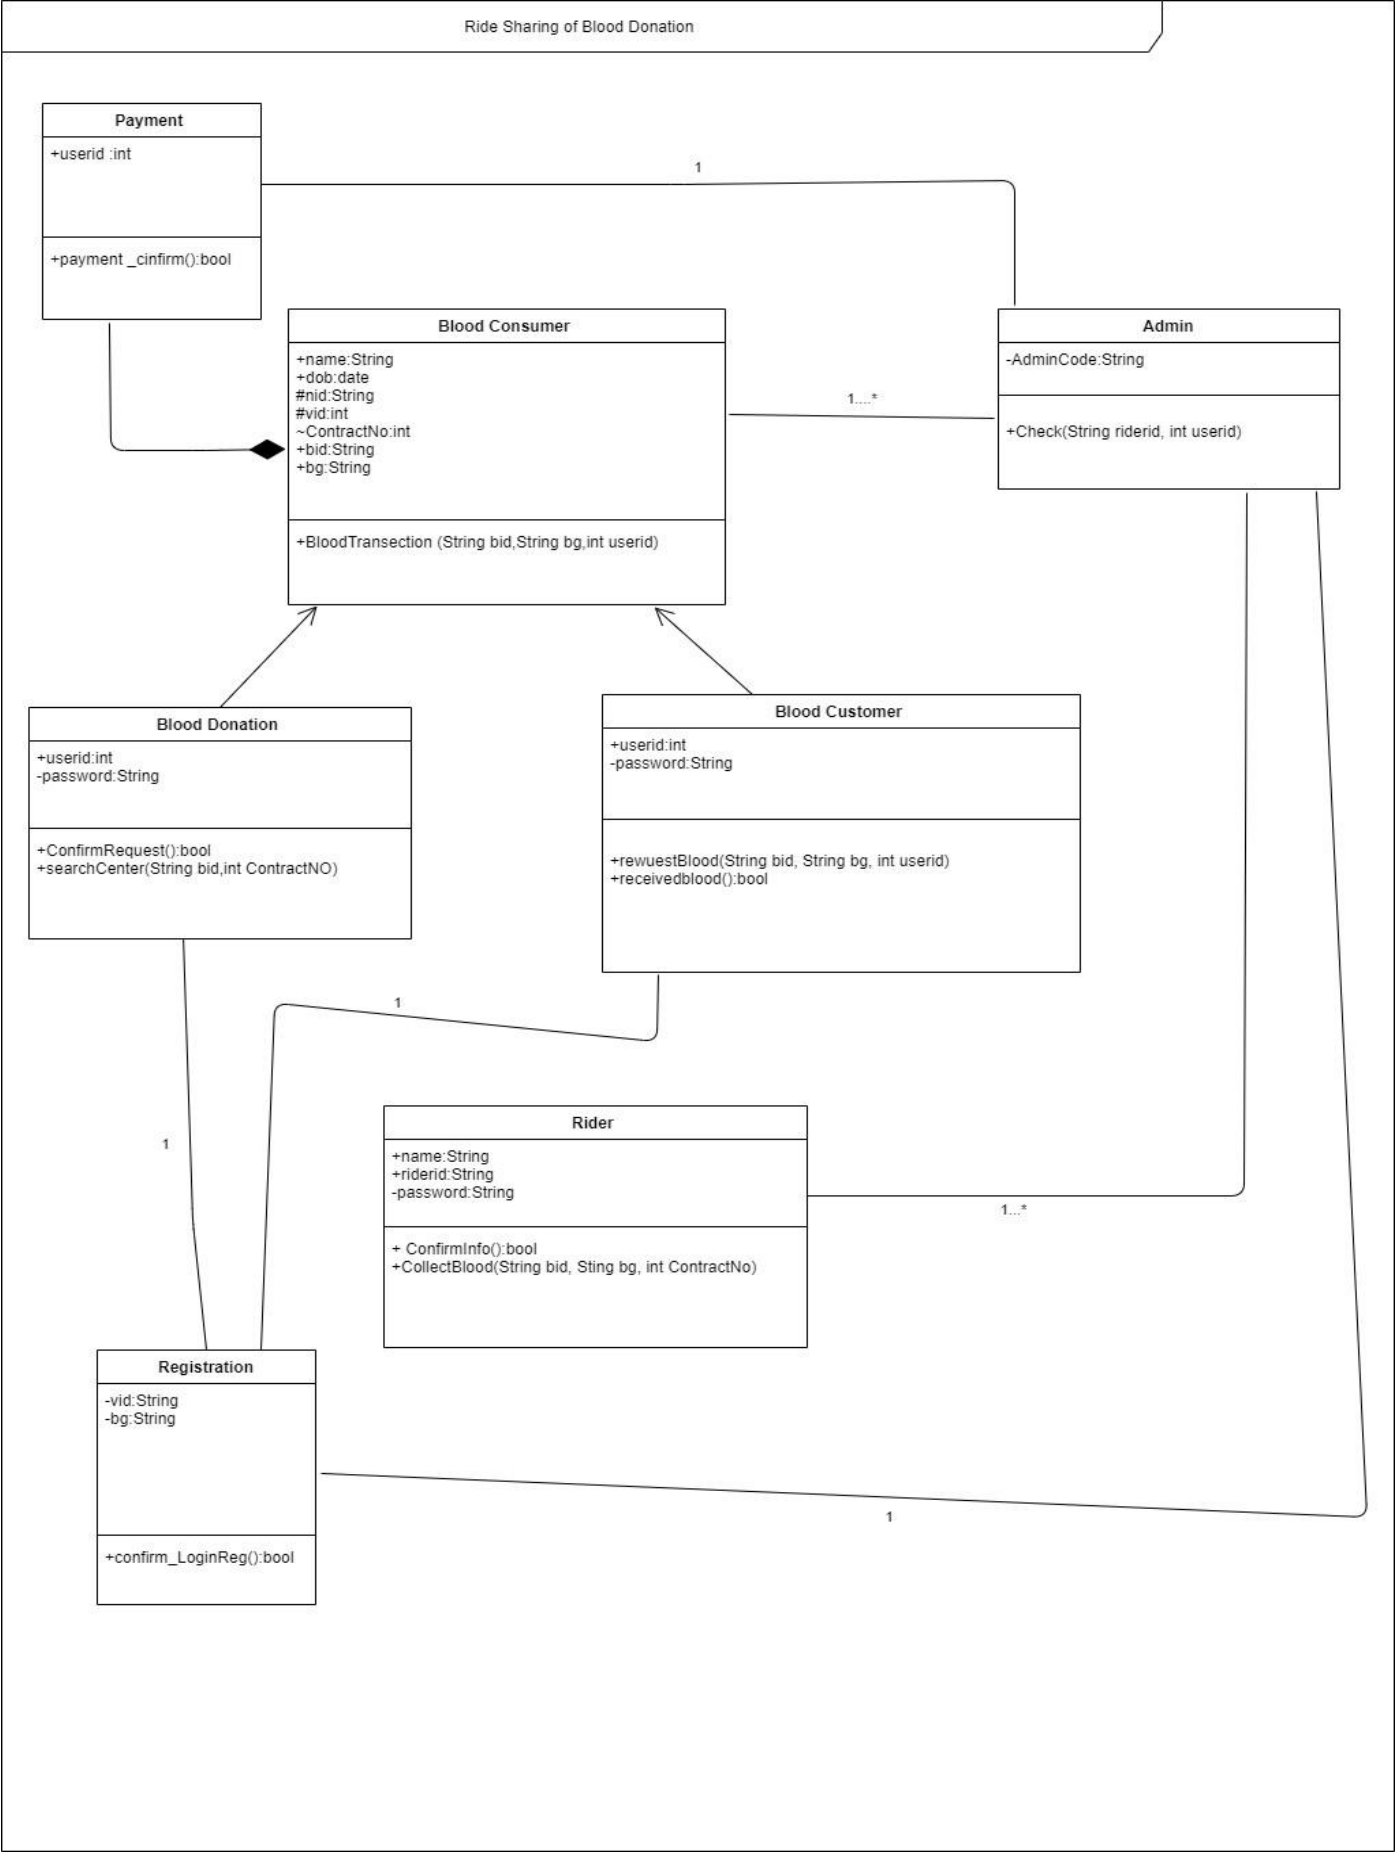 Ride Sharing of Blood Donation
Payment
+userid :int
+payment _cinfirm():bool
1
Blood Consumer
+name:String
+dob:date
#nid:String
#vid:int
~ContractNo:int
+bid:String
+bg:String
+BloodTransection (String bid,String bg,int userid)
1....*
Admin
-AdminCode:String
+Check(String riderid, int userid)
Blood Donation
+userid:int
-password:String
+ConfirmRequest():bool
+searchCenter(String bid,int ContractNO)
Blood Customer
+userid:int
-password:String
+rewuestBlood(String bid, String bg, int userid)
+receivedblood():bool
1
1
Rider
+name:String
+riderid:String
-password:String
+ ConfirmInfo():bool
+CollectBlood(String bid, Sting bg, int ContractNo)
1...*
Registration
-vid:String
-bg:String
+confirm_LoginReg():bool
1